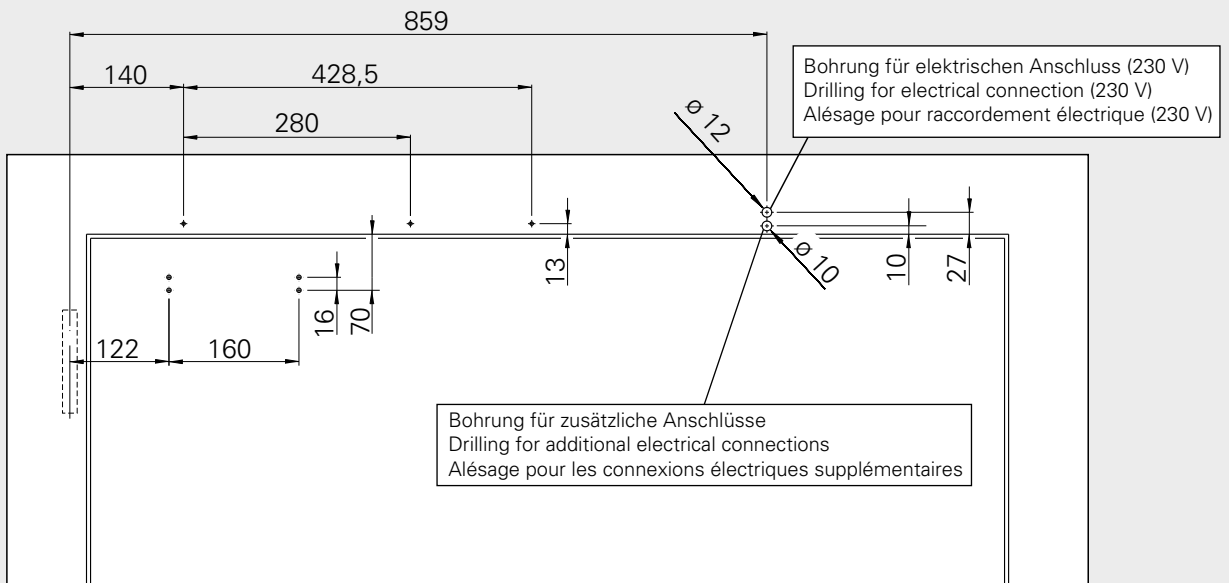 859
140
428,5
280
Bohrung für elektrischen Anschluss (230 V)
Drilling for electrical connection (230 V)
Alésage pour raccordement électrique (230 V)
ø 12
13
ø 10
10
27
16
70
122
160
Bohrung für zusätzliche Anschlüsse
Drilling for additional electrical connections
Alésage pour les connexions électriques supplémentaires